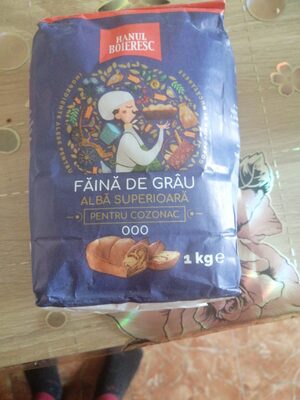 HANUL
BOIERESC
FĂINĂ DE GRÂU
ALBĂ SUPERIOARĂ
PENTRU COZONAC
000
1 kg e